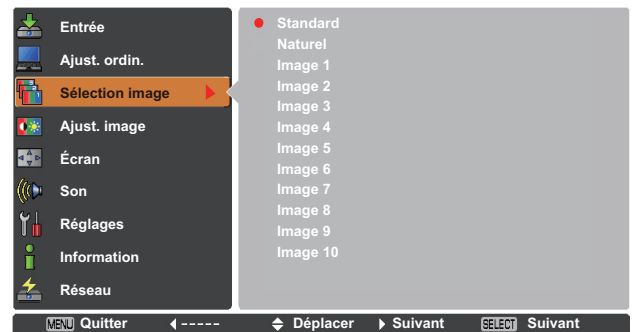 Entrée
Ajust. ordin.
Sélection image
Ajust. image
Écran
Son
Réglages
Information
Réseau
Standard
Naturel
Image 1
Image 2
Image 3
Image 4
Image 5
Image 6
Image 7
Image 8
Image 9
Image 10
MENU Quitter ----- Déplacer Suivant SELECT Suivant